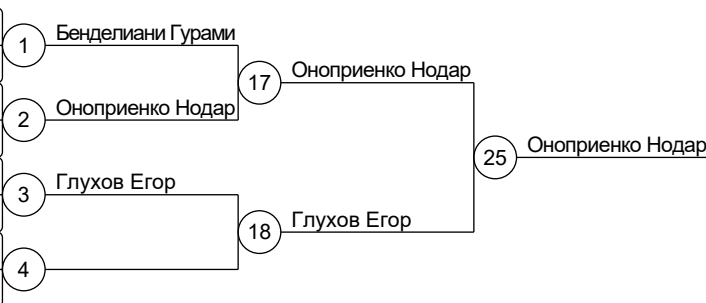 1
Бенделиани Гурами
17
Оноприенко Нодар
2
Оноприенко Нодар
25
Оноприенко Нодар
3
Глухов Егор
18
Глухов Егор
4